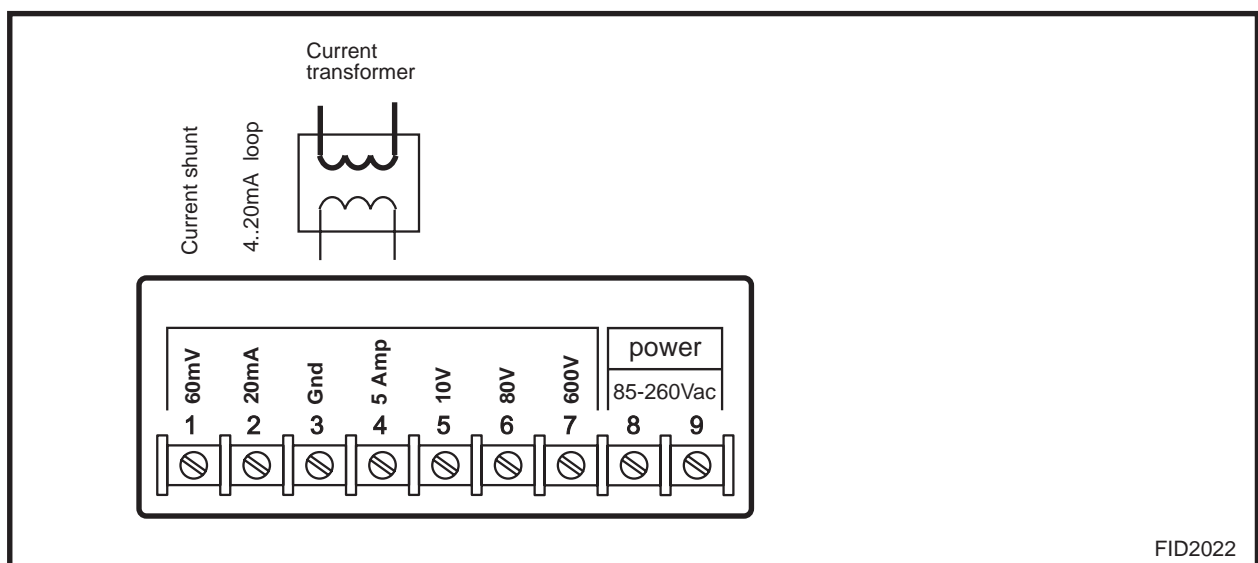 Current
transformer
Current shunt
4..20mA loop
60mV
20mA
Gnd
5 Amp
10V
80V
600V
power
85-260Vac
1 2 3 4 5 6 7 8 9
FID2022